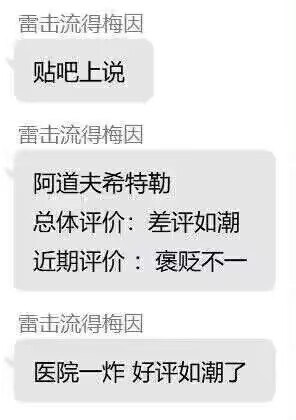 雷击流得梅因
贴吧上说
雷击流得梅因
阿道夫希特勒
总体评价：差评如潮
近期评价 ：褒贬不一
雷击流得梅因
医院一炸 好评如潮了